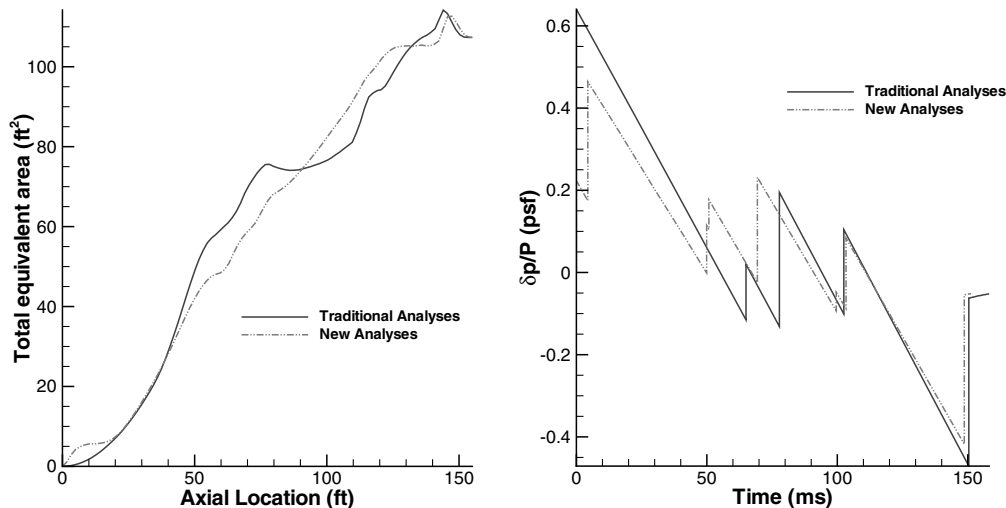 Total equivalent area (ft²)
100
80
60
40
20
0
0 50 100 150
Axial Location (ft)
Traditional Analyses
New Analyses
δp/P (psf)
0.6
0.4
0.2
0
-0.2
-0.4
0 50 100 150
Time (ms)
Traditional Analyses
New Analyses